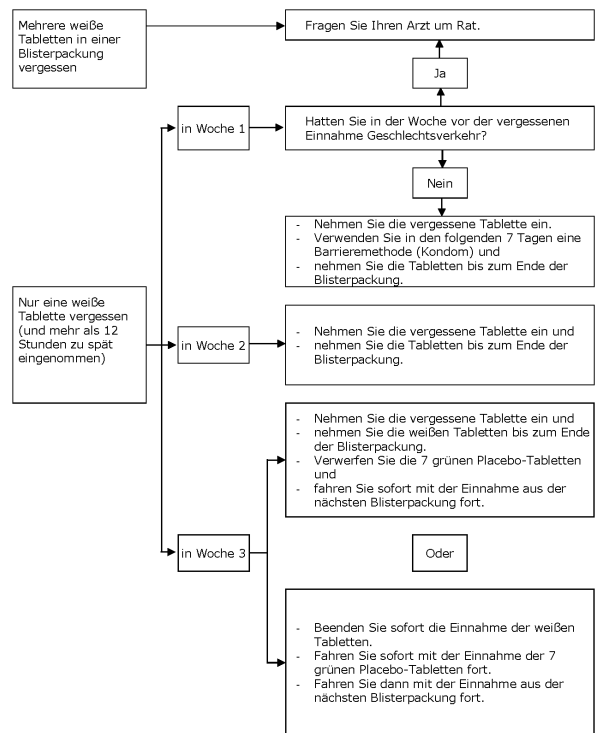 Mehrere weiße
Tabletten in einer
Blisterpackung
vergessen
Fragen Sie Ihren Arzt um Rat.
Ja
in Woche 1
Hatten Sie in der Woche vor der vergessenen
Einnahme Geschlechtsverkehr?
Nein
- Nehmen Sie die vergessene Tablette ein.
- Verwenden Sie in den folgenden 7 Tagen eine
Barrieremethode (Kondom) und
- nehmen Sie die Tabletten bis zum Ende der
Blisterpackung.
Nur eine weiße
Tablette vergessen
(und mehr als 12
Stunden zu spät
eingenommen)
in Woche 2
- Nehmen Sie die vergessene Tablette ein und
- nehmen Sie die Tabletten bis zum Ende der
Blisterpackung.
- Nehmen Sie die vergessene Tablette ein und
- nehmen Sie die weißen Tabletten bis zum Ende
der Blisterpackung.
- Verwerfen Sie die 7 grünen Placebo-Tabletten
und
- fahren Sie sofort mit der Einnahme aus der
nächsten Blisterpackung fort.
in Woche 3
Oder
- Beenden Sie sofort die Einnahme der weißen
Tabletten.
- Fahren Sie sofort mit der Einnahme der 7
grünen Placebo-Tabletten fort.
- Fahren Sie dann mit der Einnahme aus der
nächsten Blisterpackung fort.